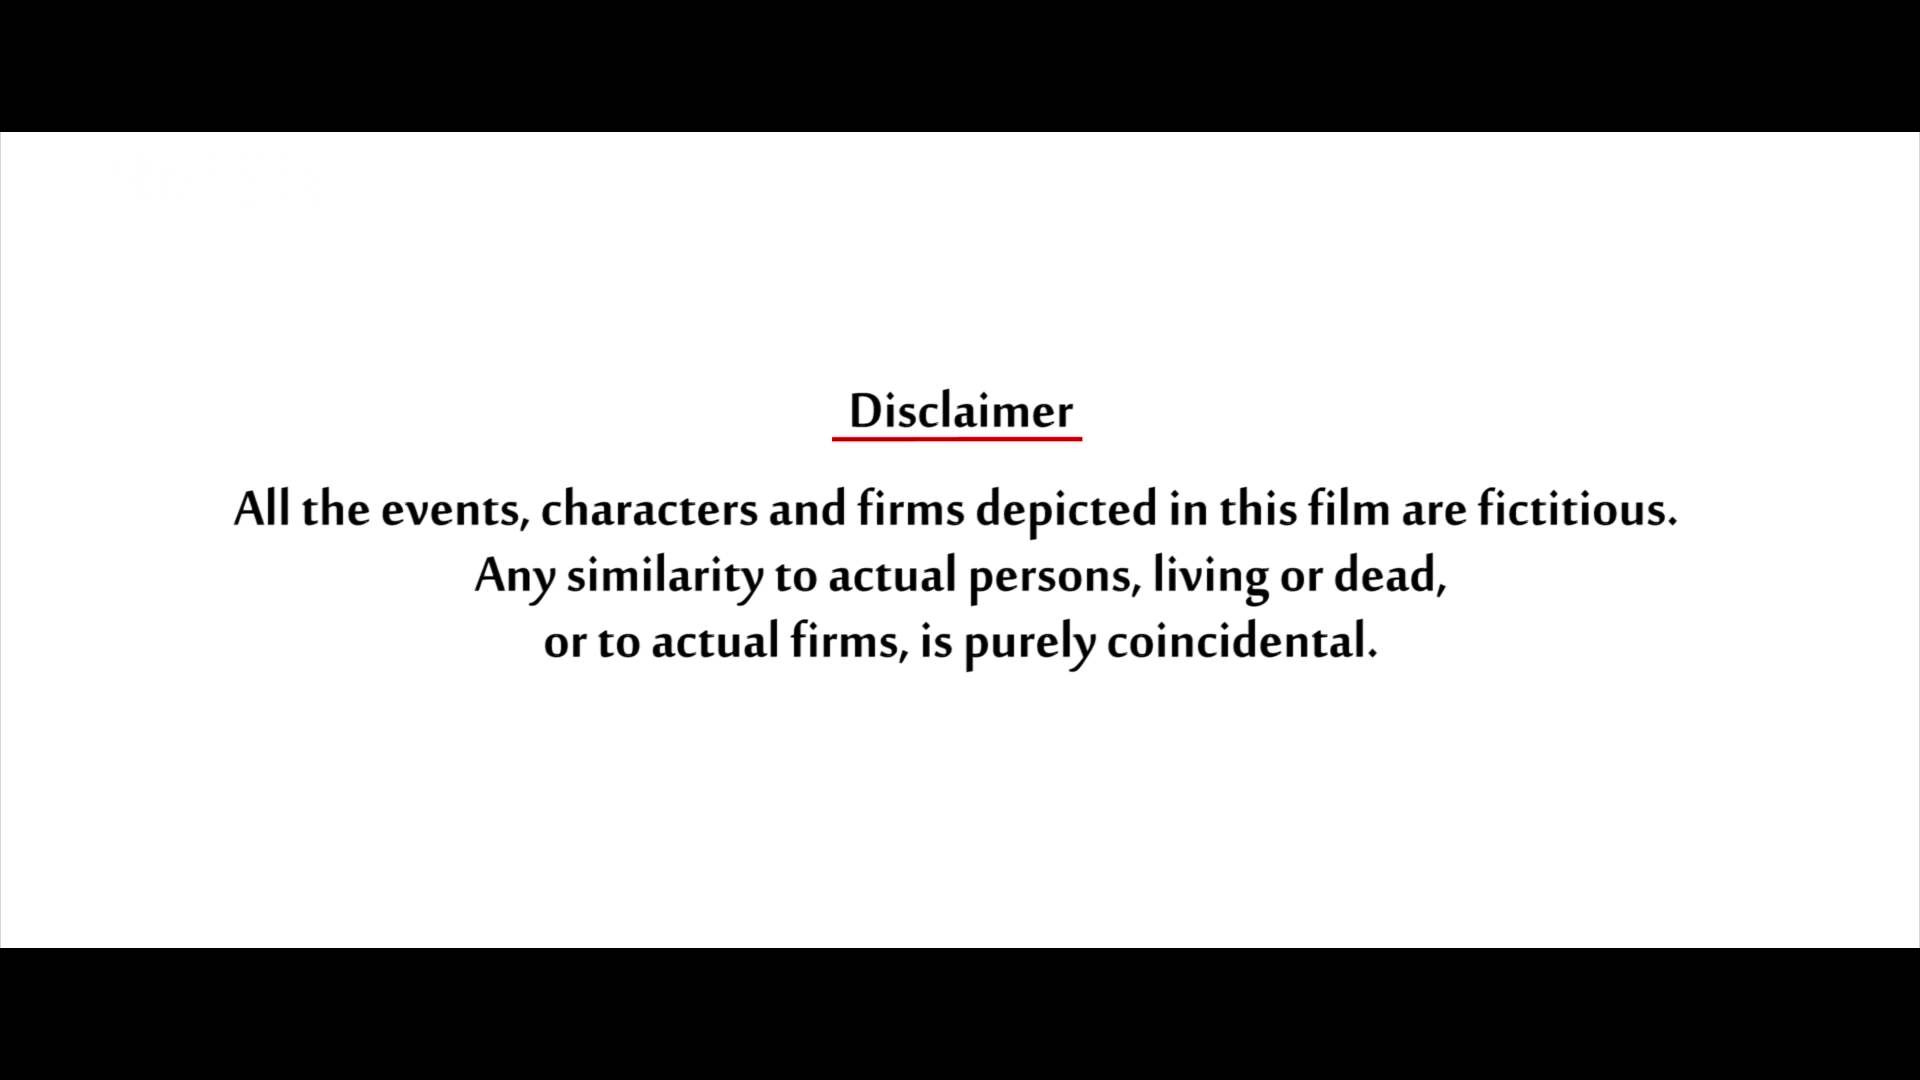 Disclaimer
All the events, characters and firms depicted in this film are fictitious.
Any similarity to actual persons, living or dead,
or to actual firms, is purely coincidental.